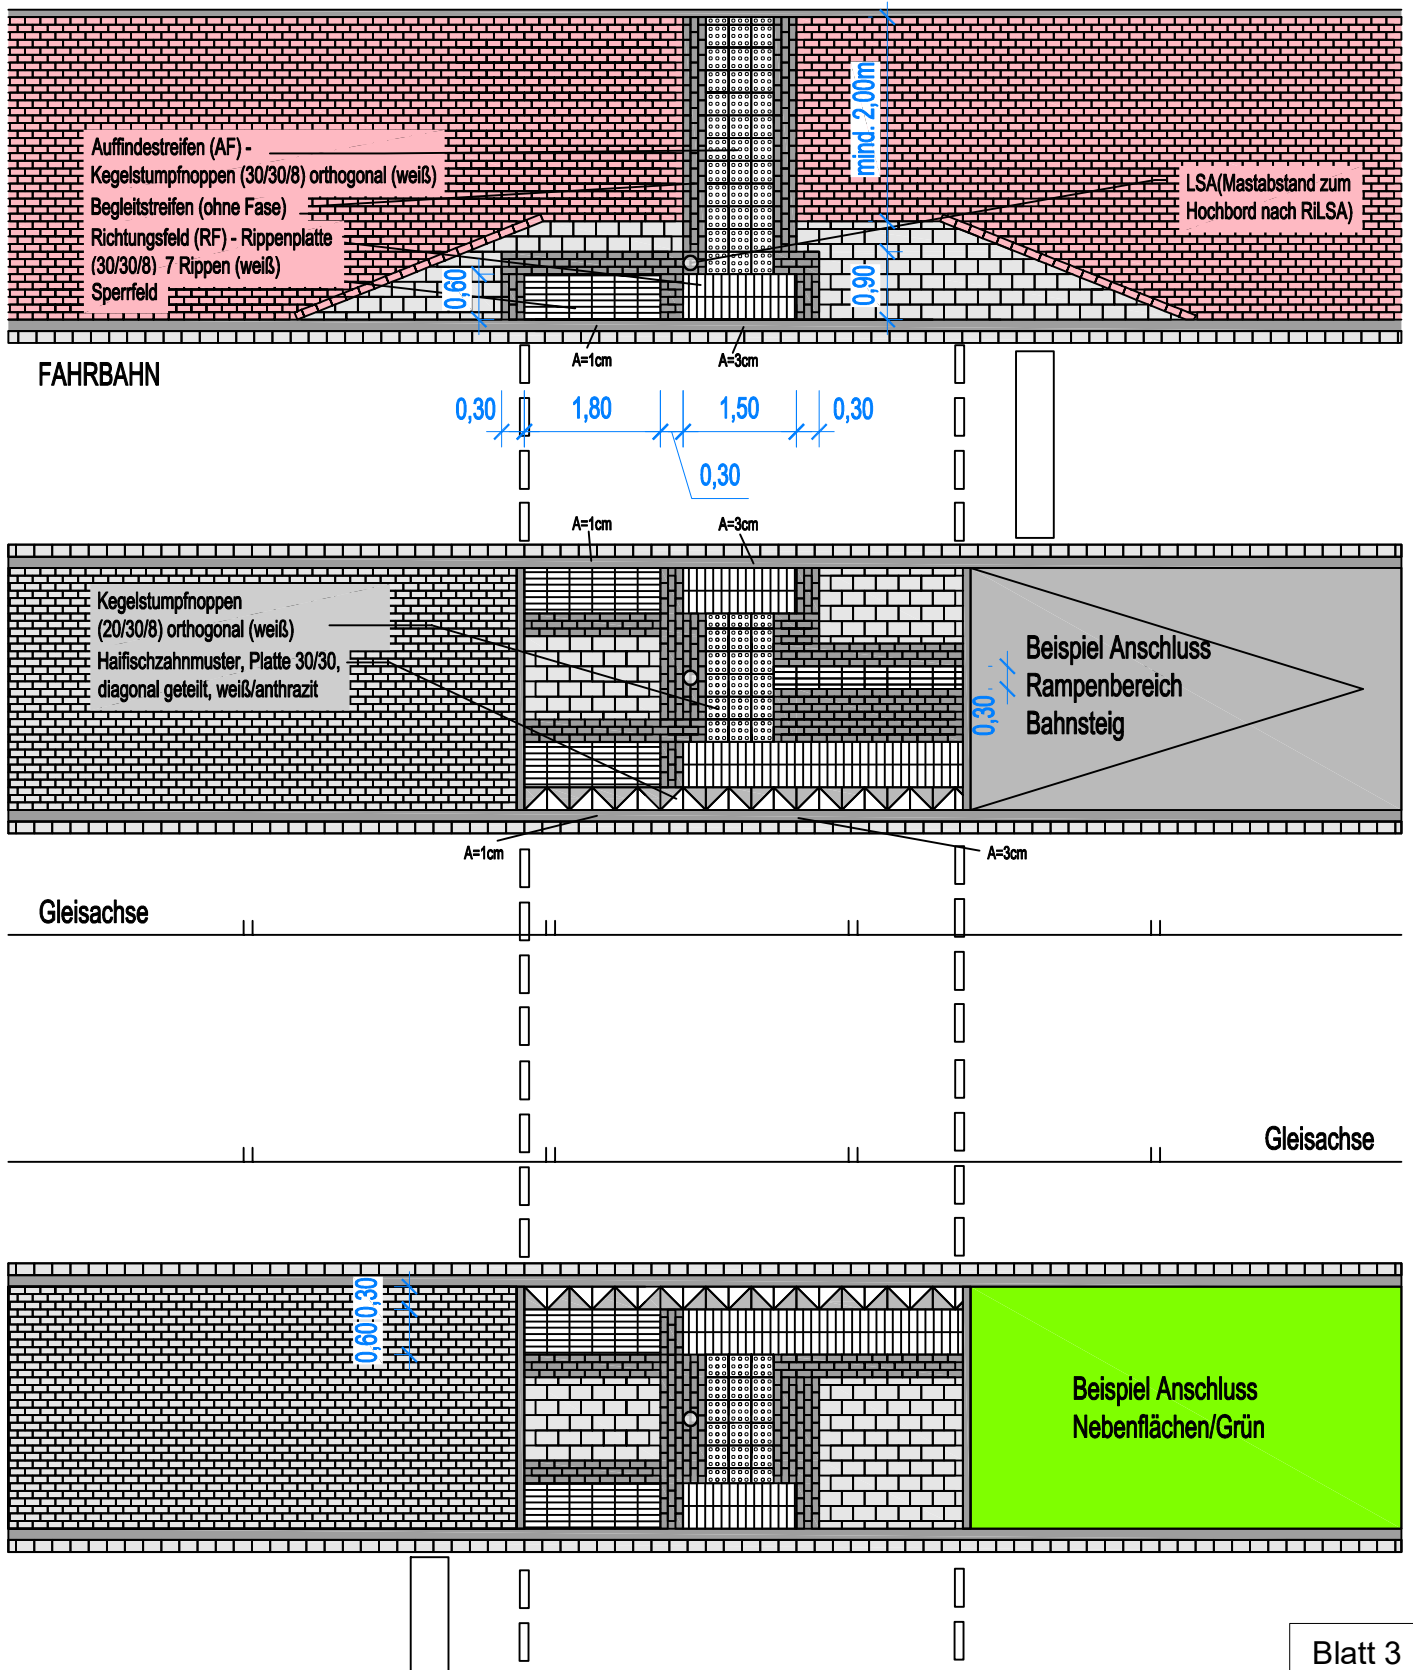 mind. 2,00m
Auffindestreifen (AF) -
Kegelstumpfnoppen (30/30/8) orthogonal (weiß)
Begleitstreifen (ohne Fase)
Richtungsfeld (RF) - Rippenplatte
(30/30/8) 7 Rippen (weiß)
Sperrfeld
LSA(Mastabstand zum
Hochbord nach RiLSA)
0,60
0,90
A=1cm
A=3cm
FAHRBAHN
0,30
1,80
1,50
0,30
0,30
A=1cm
A=3cm
Kegelstumpfnoppen
(20/30/8) orthogonal (weiß)
Haifischzahnmuster, Platte 30/30,
diagonal geteilt, weiß/anthrazit
0,30
Beispiel Anschluss
Rampenbereich
Bahnsteig
A=1cm
A=3cm
Gleisachse
Gleisachse
0,30
0,60
Beispiel Anschluss
Nebenflächen/Grün
Blatt 3